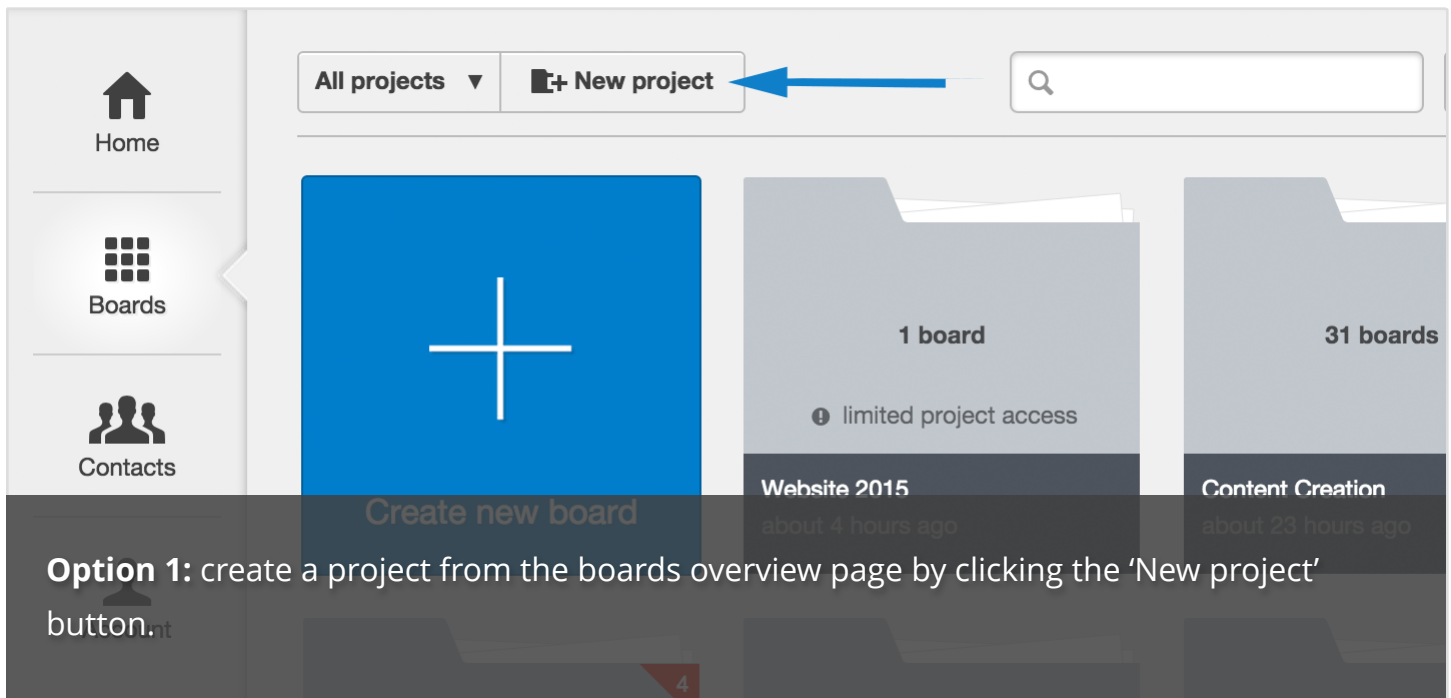 All projects ▼
New project
Home
Boards
Contacts
Account
1 board
limited project access
Website 2015
about 4 hours ago
31 boards
Content Creation
about 23 hours ago
Create new board
4
Option 1: create a project from the boards overview page by clicking the ‘New project’
button.